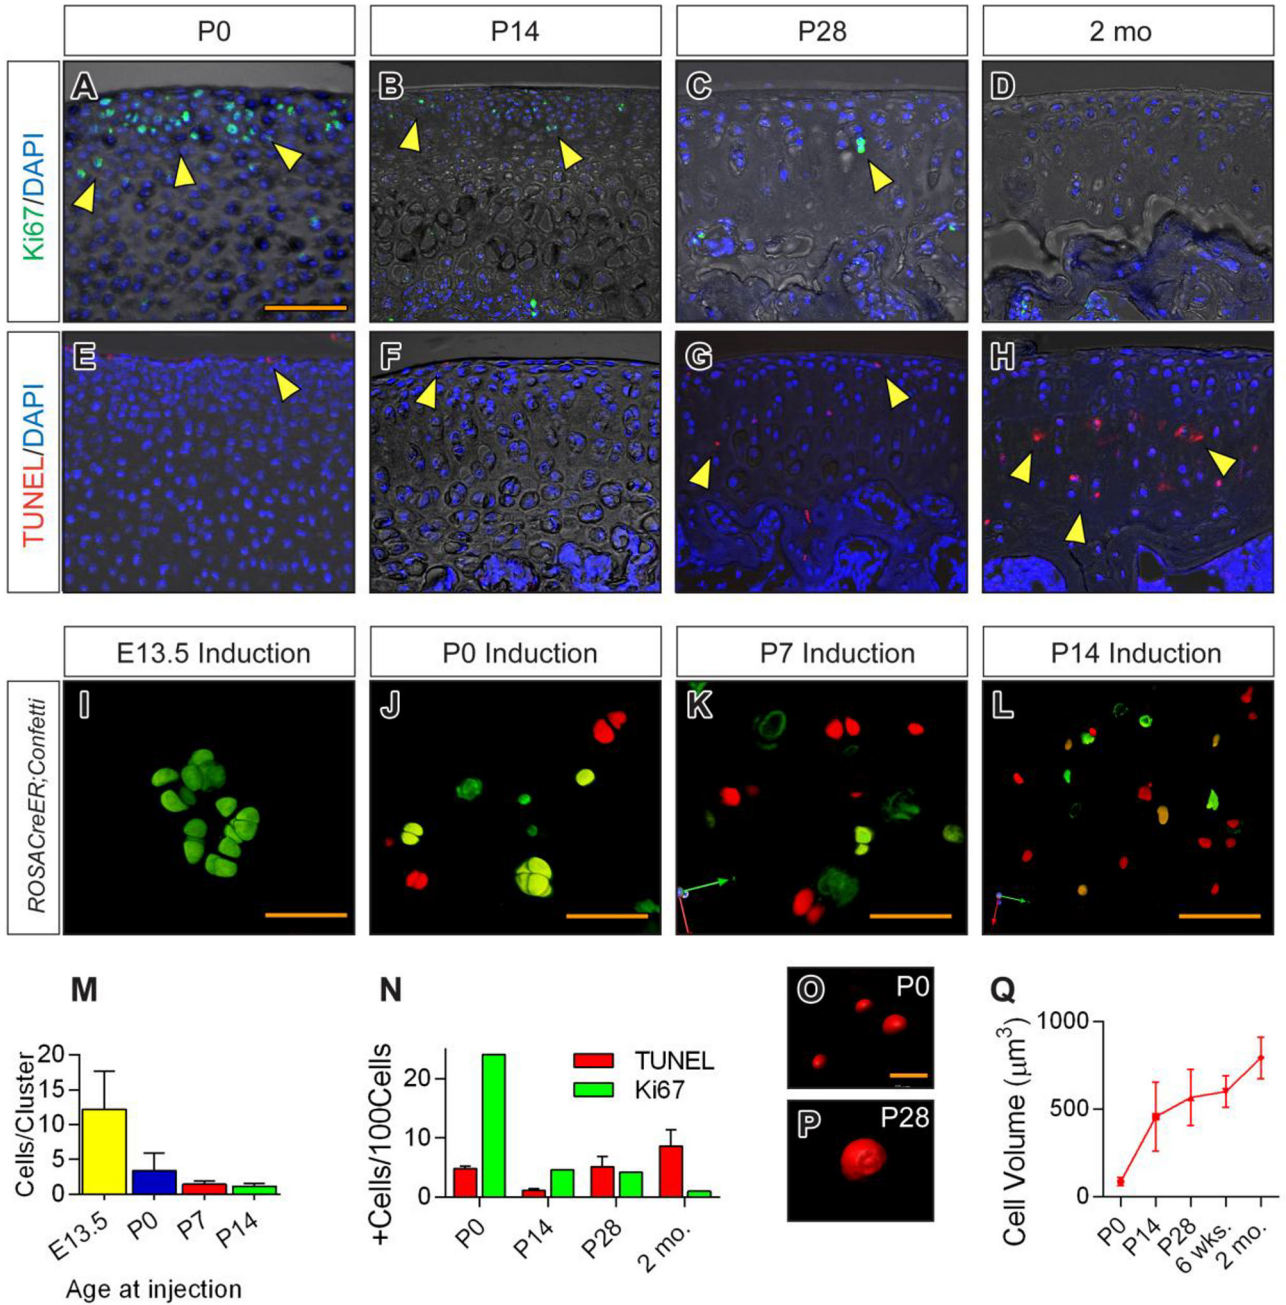 P0 P14 P28 2 mo
Ki67/DAPI
A B C D
TUNEL/DAPI
E F G H
E13.5 Induction P0 Induction P7 Induction P14 Induction
ROSACreER;Confetti
I J K L
M
Cells/Cluster
20
15
10
5
0
E13.5 P0 P7 P14
Age at injection
N
+Cells/100Cells
20
10
0
TUNEL
Ki67
P0 P14 P28 2 mo.
O P0
P P28
Q
Cell Volume (μm³)
1000
500
0
P0 P14 P28 6 wks. 2 mo.